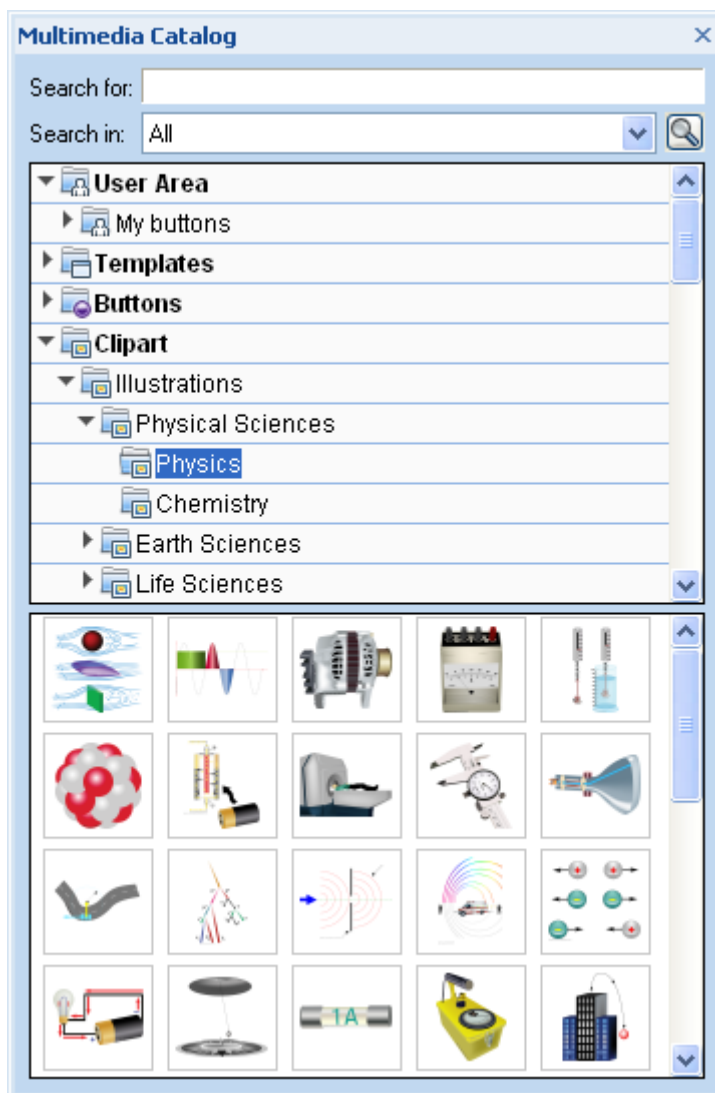 Multimedia Catalog
Search for:
Search in: All
User Area
My buttons
Templates
Buttons
Clipart
Illustrations
Physical Sciences
Physics
Chemistry
Earth Sciences
Life Sciences
1A